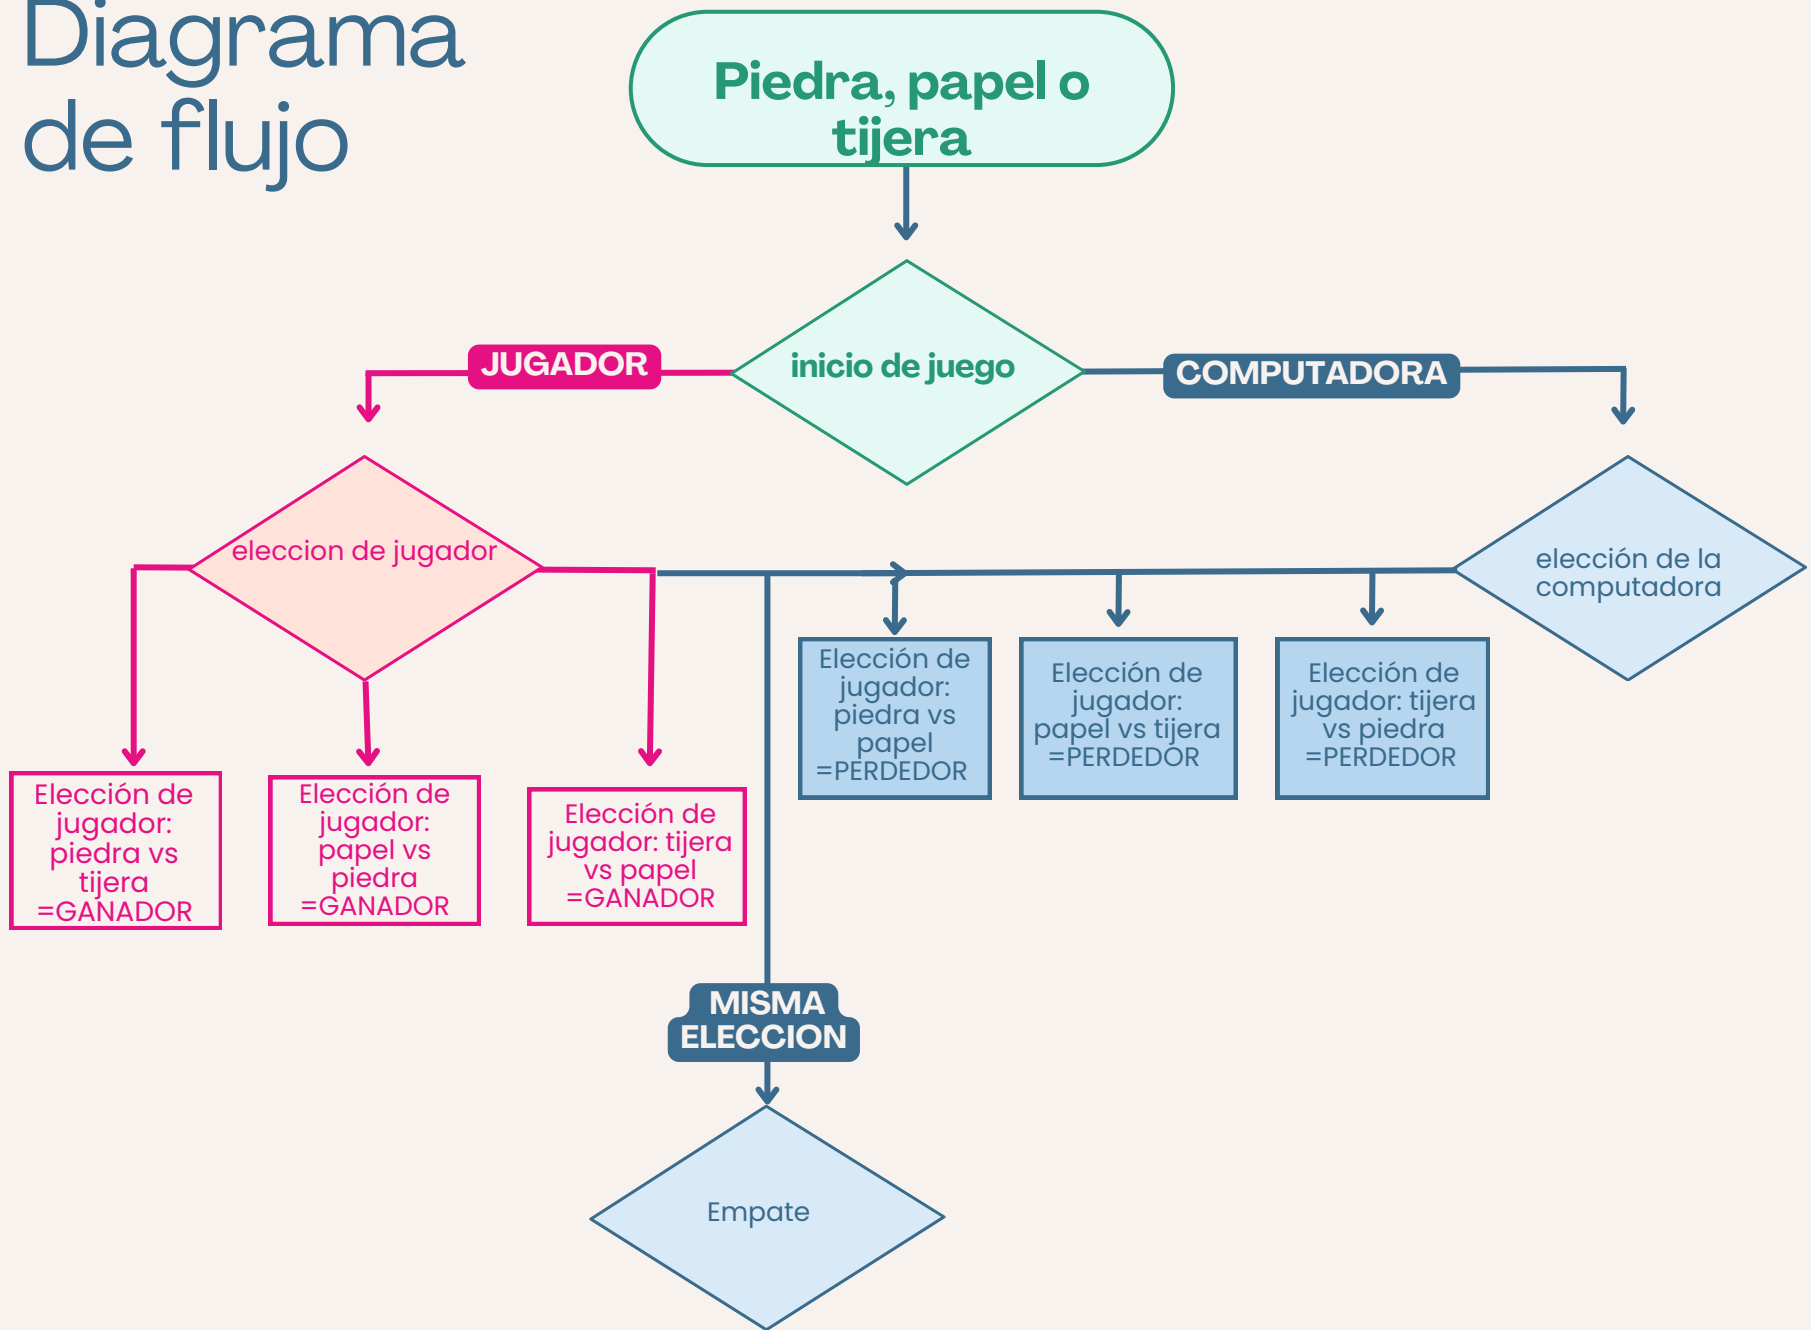 Diagrama
de flujo
Piedra, papel o
tijera
inicio de juego
JUGADOR
COMPUTADORA
eleccion de jugador
elección de la
computadora
Elección de
jugador:
piedra vs
papel
=PERDEDOR
Elección de
jugador:
papel vs tijera
=PERDEDOR
Elección de
jugador: tijera
vs piedra
=PERDEDOR
Elección de
jugador:
piedra vs
tijera
=GANADOR
Elección de
jugador:
papel vs
piedra
=GANADOR
Elección de
jugador: tijera
vs papel
=GANADOR
MISMA
ELECCION
Empate